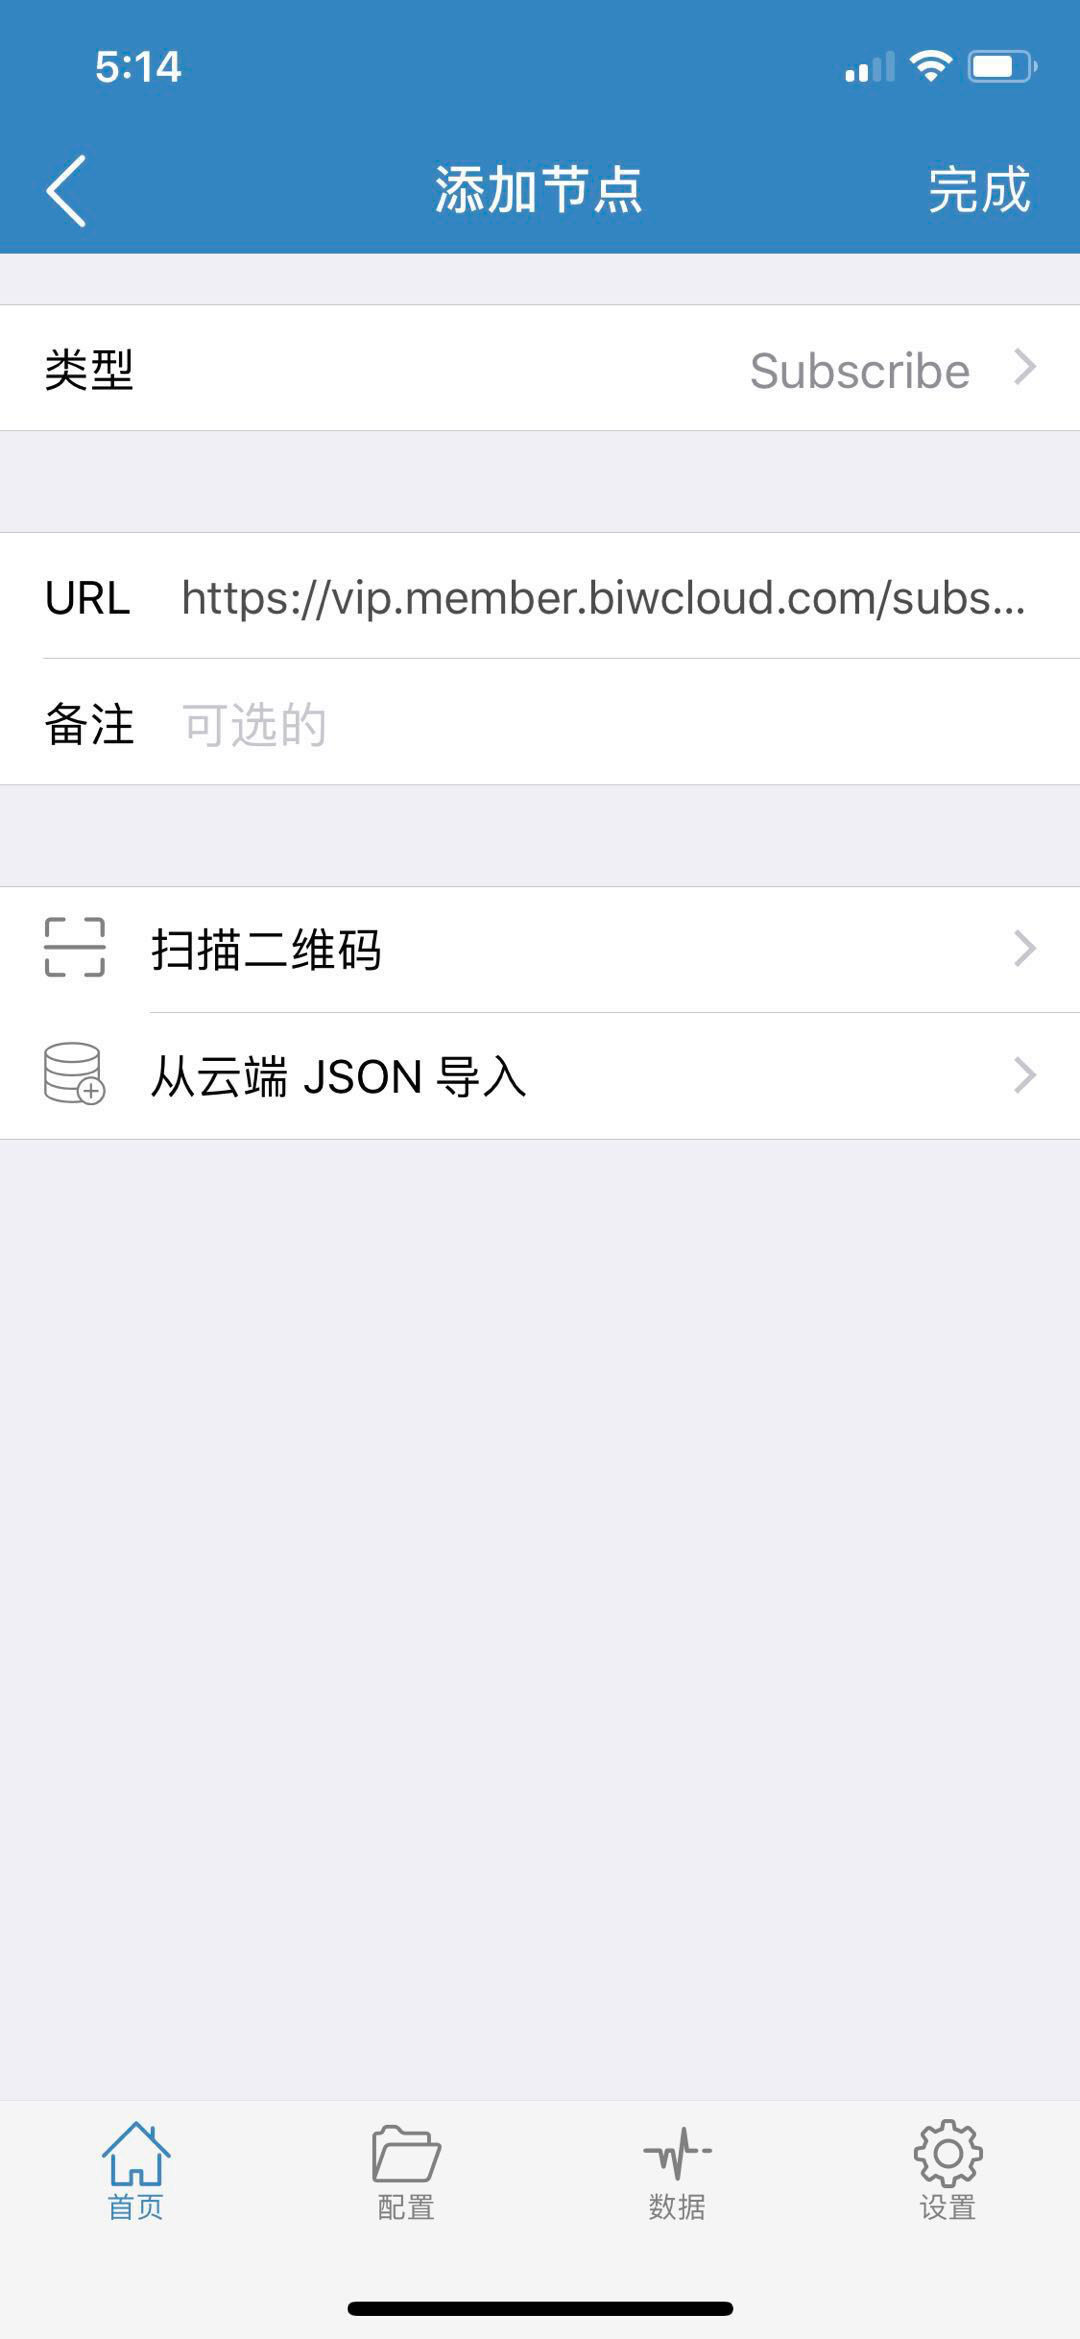 5:14
添加节点
完成
类型
Subscribe
URL
https://vip.member.biwcloud.com/subs...
备注
可选的
扫描二维码
从云端 JSON 导入
首页
配置
数据
设置